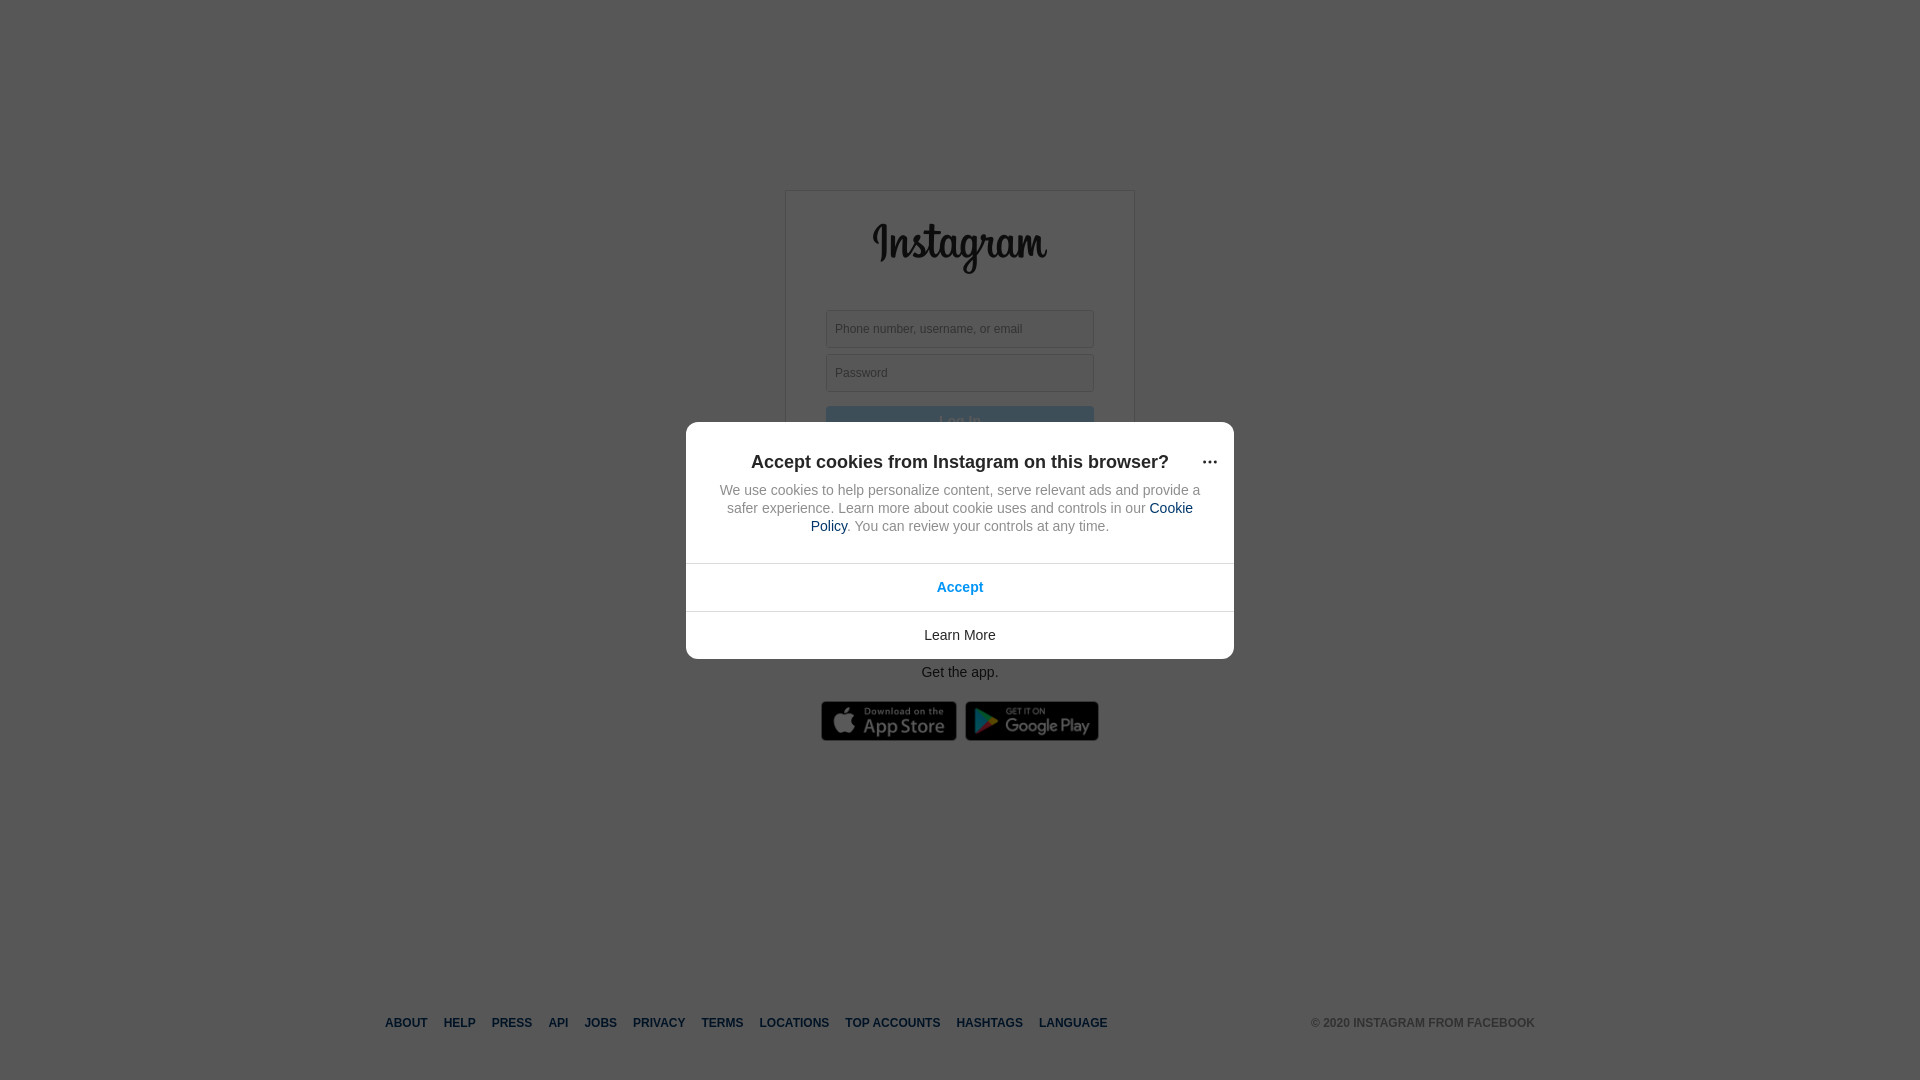 Instagram
Phone number, username, or email
Password
Log In
Accept cookies from Instagram on this browser?
We use cookies to help personalize content, serve relevant ads and provide a
safer experience. Learn more about cookie uses and controls in our Cookie
Policy. You can review your controls at any time.
Accept
Learn More
Get the app.
Download on the
App Store
GET IT ON
Google Play
ABOUT HELP PRESS API JOBS PRIVACY TERMS LOCATIONS TOP ACCOUNTS HASHTAGS LANGUAGE
© 2020 INSTAGRAM FROM FACEBOOK